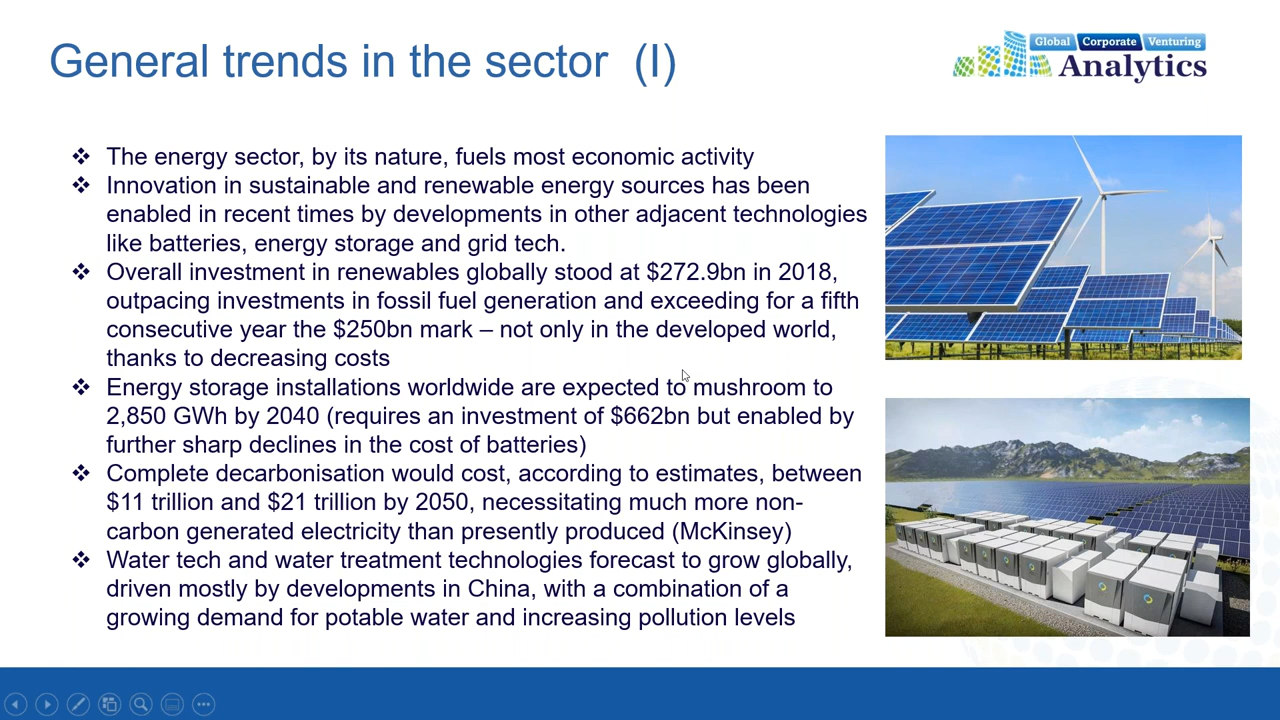 General trends in the sector (I)
Global Corporate Venturing
Analytics
❖ The energy sector, by its nature, fuels most economic activity
❖ Innovation in sustainable and renewable energy sources has been
enabled in recent times by developments in other adjacent technologies
like batteries, energy storage and grid tech.
❖ Overall investment in renewables globally stood at $272.9bn in 2018,
outpacing investments in fossil fuel generation and exceeding for a fifth
consecutive year the $250bn mark – not only in the developed world,
thanks to decreasing costs
❖ Energy storage installations worldwide are expected to mushroom to
2,850 GWh by 2040 (requires an investment of $662bn but enabled by
further sharp declines in the cost of batteries)
❖ Complete decarbonisation would cost, according to estimates, between
$11 trillion and $21 trillion by 2050, necessitating much more non-
carbon generated electricity than presently produced (McKinsey)
❖ Water tech and water treatment technologies forecast to grow globally,
driven mostly by developments in China, with a combination of a
growing demand for potable water and increasing pollution levels